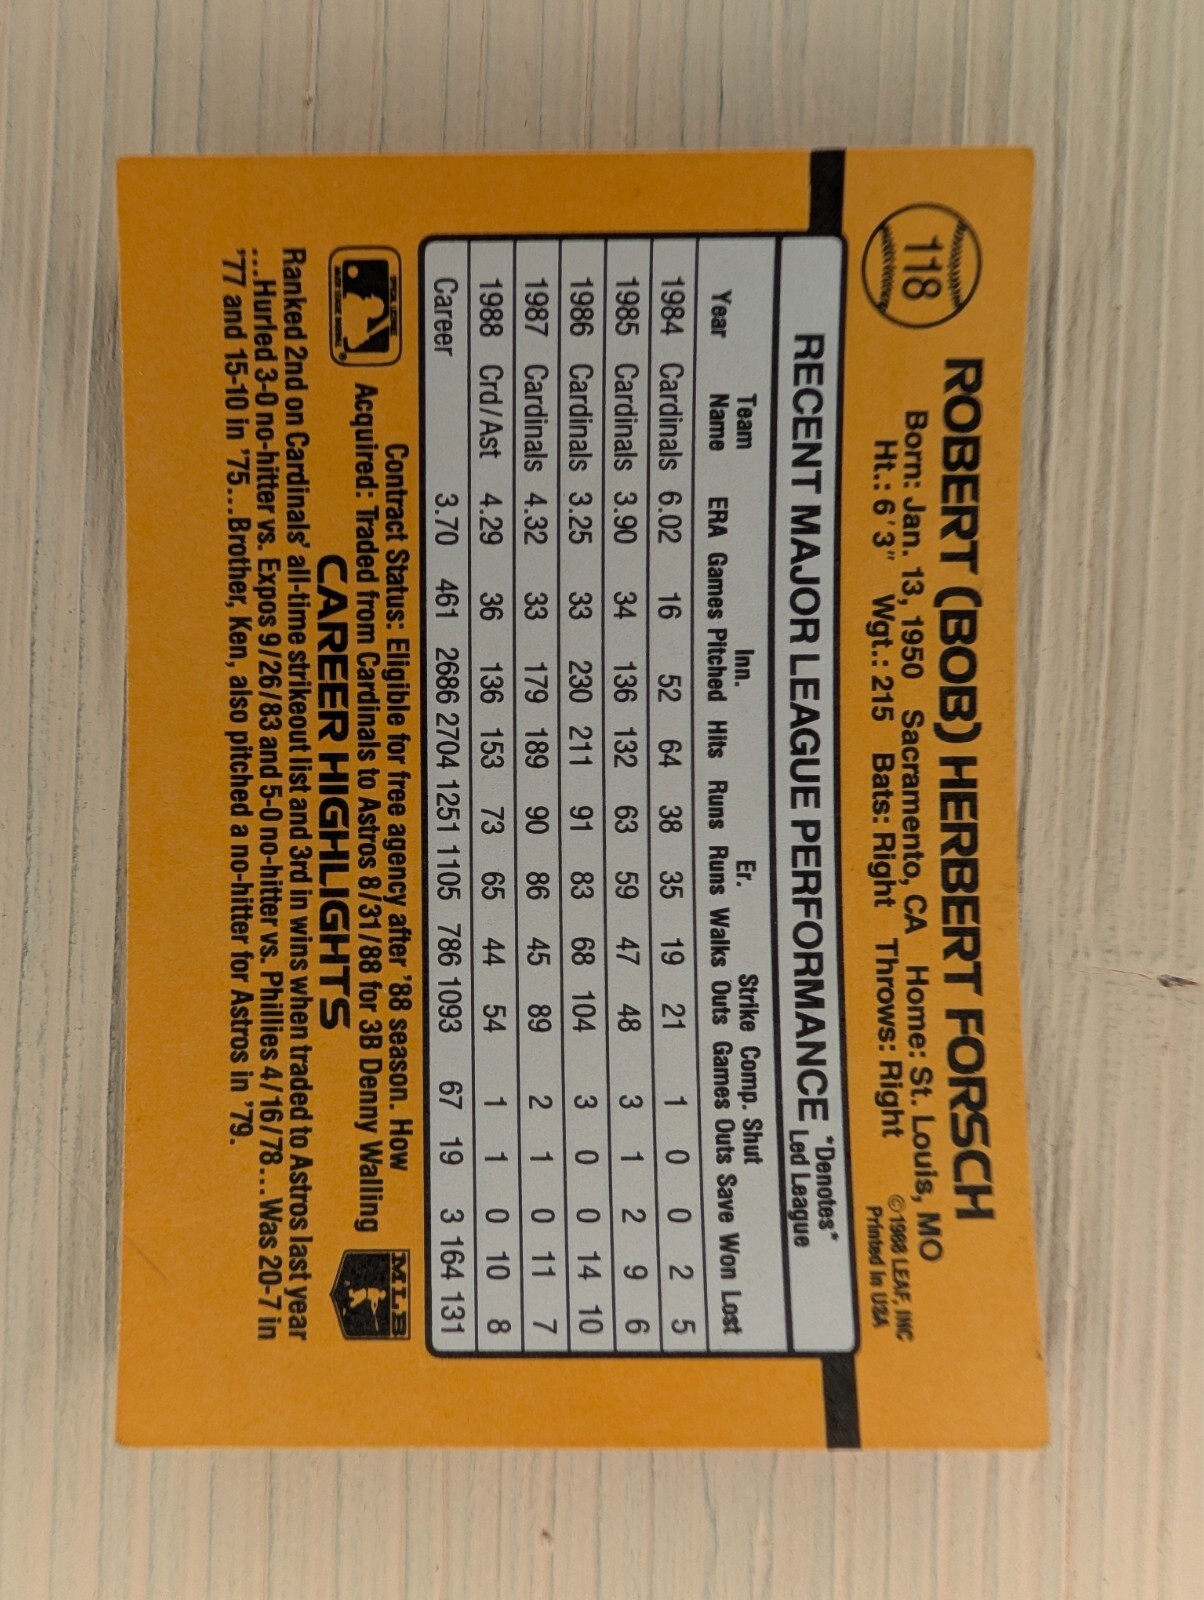 118
ROBERT (BOB) HERBERT FORSCH
Born: Jan. 13, 1950 Sacramento, CA Home: St. Louis, MO
Ht.: 6'3" Wgt.: 215 Bats: Right Throws: Right
©1988 LEAF, INC
Printed in USA
RECENT MAJOR LEAGUE PERFORMANCE *Denotes* Led League
Year Team Name ERA Games Inn. Pitched Hits Runs Er. Runs Walks Strike Outs Comp. Games Shut Outs Save Won Lost
1984 Cardinals 6.02 16 52 64 38 35 19 21 1 0 0 2 5
1985 Cardinals 3.90 34 136 132 63 59 47 48 3 1 2 9 6
1986 Cardinals 3.25 33 230 211 91 83 68 104 3 0 0 14 10
1987 Cardinals 4.32 33 179 189 90 86 45 89 2 1 0 11 7
1988 Crd/Ast 4.29 36 136 153 73 65 44 54 1 1 0 10 8
Career 3.70 461 2686 2704 1251 1105 786 1093 67 19 3 164 131
Contract Status: Eligible for free agency after '88 season. How
Acquired: Traded from Cardinals to Astros 8/31/88 for 3B Denny Walling
MLB
CAREER HIGHLIGHTS
Ranked 2nd on Cardinals' all-time strikeout list and 3rd in wins when traded to Astros last year
...Hurled 3-0 no-hitter vs. Expos 9/26/83 and 5-0 no-hitter vs. Phillies 4/16/78...Was 20-7 in
'77 and 15-10 in '75...Brother, Ken, also pitched a no-hitter for Astros in '79.